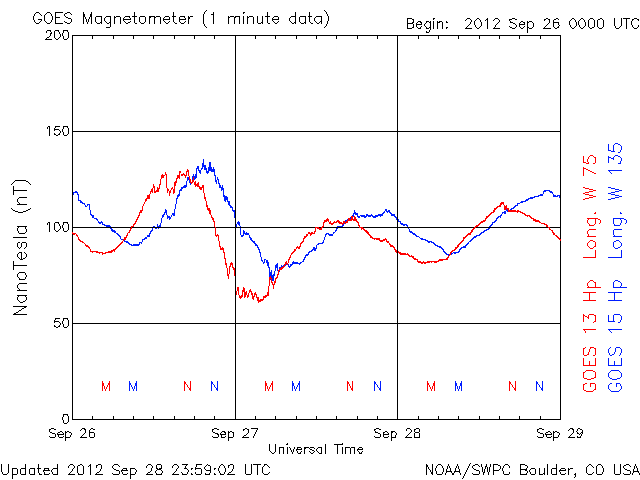 GOES Magnetometer (1 minute data)
Begin: 2012 Sep 26 0000 UTC
200
150
100
50
0
NanoTesla (nT)
M M N N M M N N M M N N
Sep 26 Sep 27 Sep 28 Sep 29
Universal Time
GOES 13 Hp Long. W 75
GOES 15 Hp Long. W 135
Updated 2012 Sep 28 23:59:02 UTC
NOAA/SWPC Boulder, CO USA